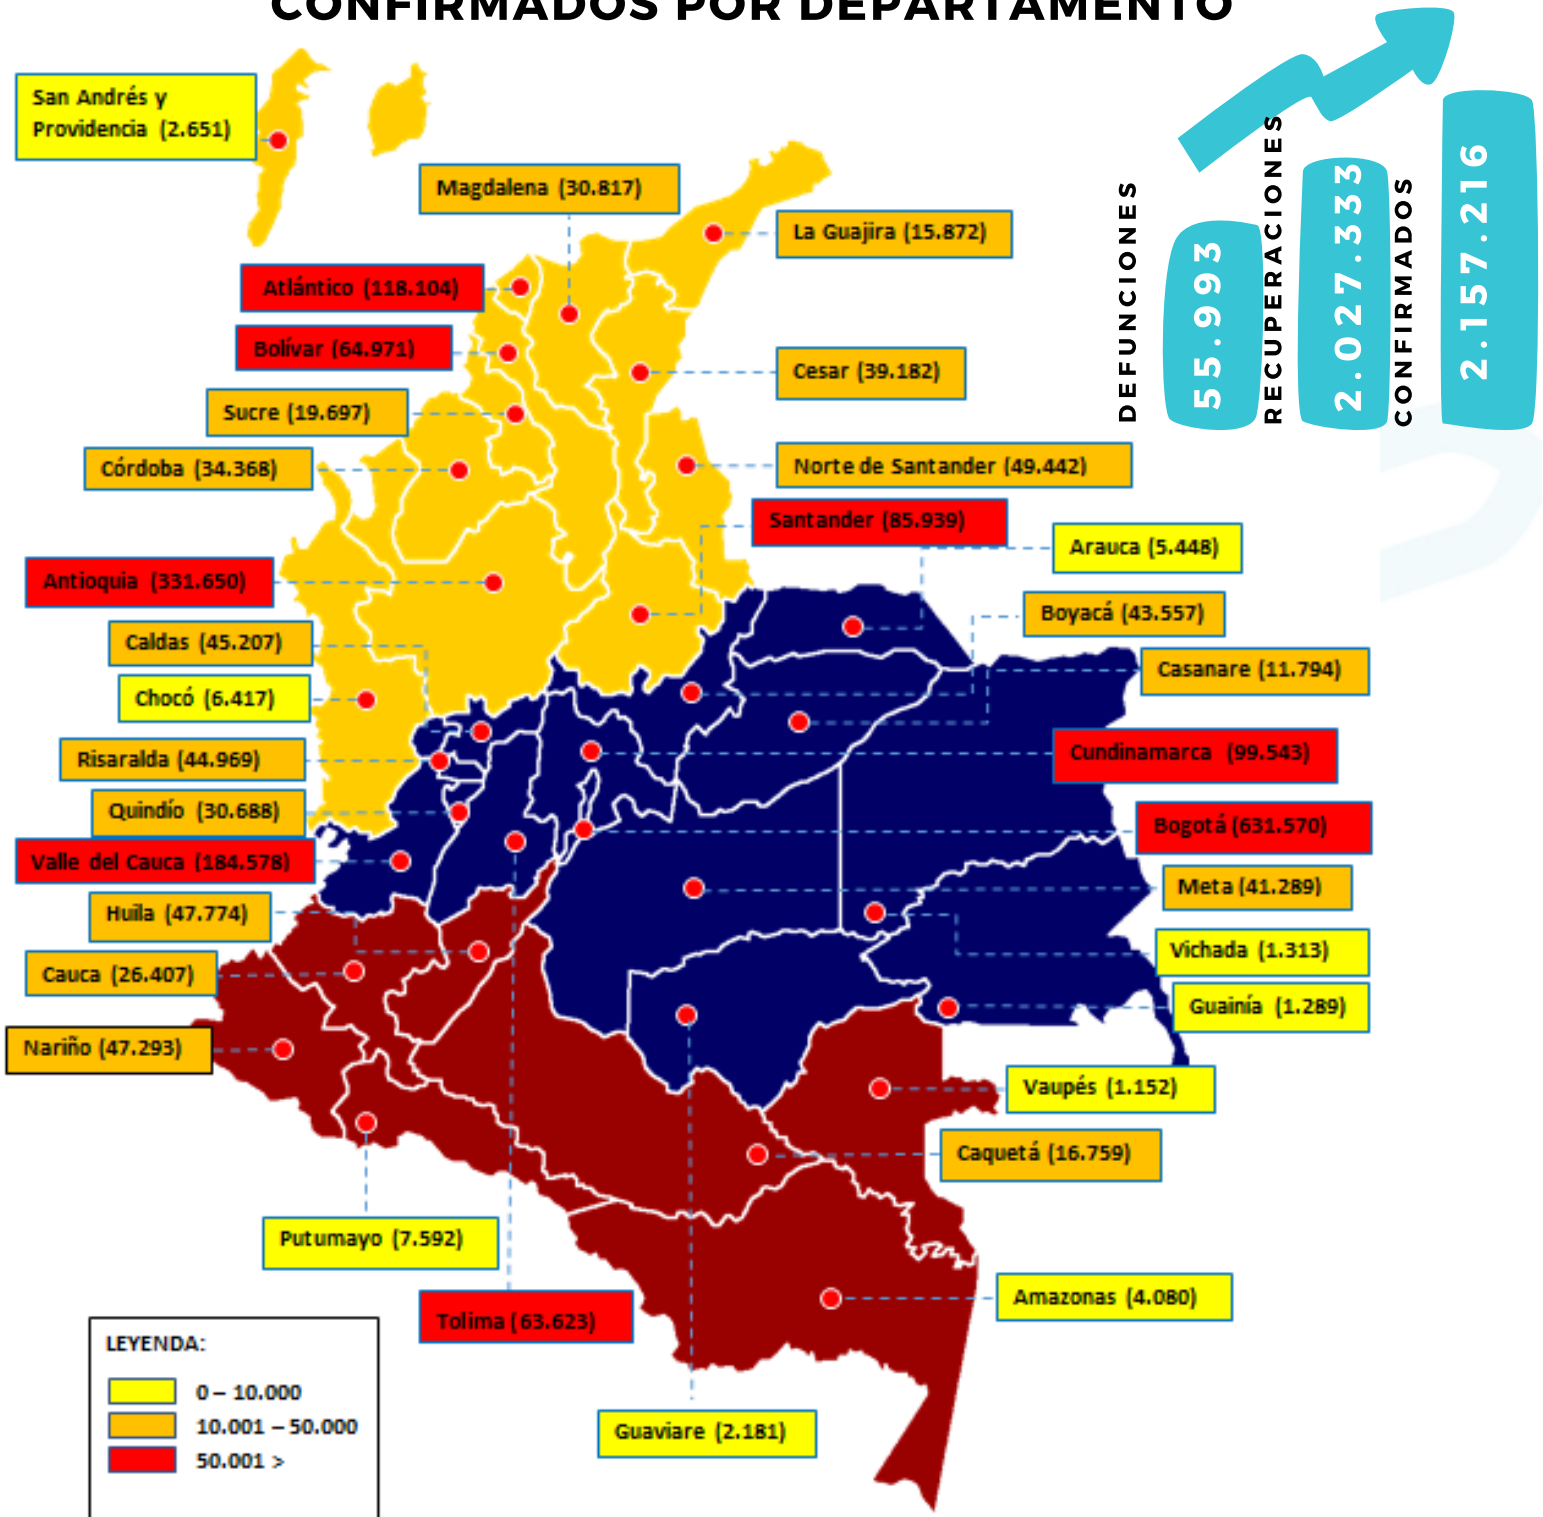 CONFIRMADOS POR DEPARTAMENTO
San Andrés y
Providencia (2.651)
Magdalena (30.817)
La Guajira (15.872)
Atlántico (118.104)
Bolívar (64.971)
Cesar (39.182)
Sucre (19.697)
Córdoba (34.368)
Norte de Santander (49.442)
Santander (85.939)
Arauca (5.448)
Antioquia (331.650)
Boyacá (43.557)
Caldas (45.207)
Casanare (11.794)
Chocó (6.417)
Risaralda (44.969)
Cundinamarca (99.543)
Quindío (30.688)
Bogotá (631.570)
Valle del Cauca (184.578)
Meta (41.289)
Huila (47.774)
Vichada (1.313)
Cauca (26.407)
Guainía (1.289)
Nariño (47.293)
Vaupés (1.152)
Caquetá (16.759)
Putumayo (7.592)
Amazonas (4.080)
Tolima (63.623)
Guaviare (2.181)
DEFUNCIONES
55.993
RECUPERACIONES
2.027.333
CONFIRMADOS
2.157.216
LEYENDA:
0 – 10.000
10.001 – 50.000
50.001 >